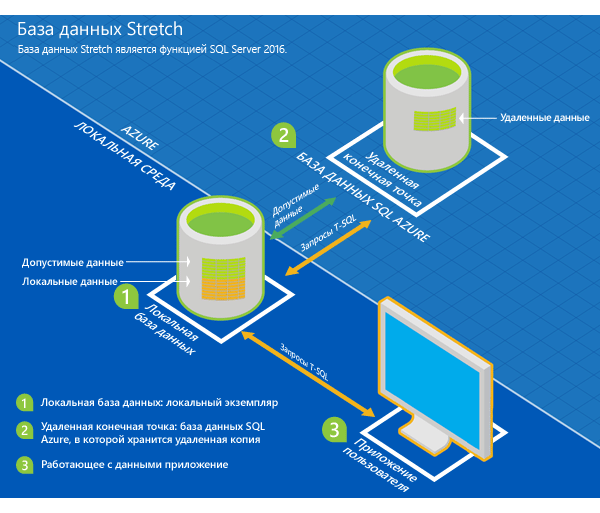 База данных Stretch
База данных Stretch является функцией SQL Server 2016.
AZURE
ЛОКАЛЬНАЯ СРЕДА
2
Удаленные данные
Удаленная
конечная точка
БАЗА ДАННЫХ SQL AZURE
Допустимые
данные
Запросы T-SQL
Допустимые данные
Локальные данные
1
Локальная
база данных
Запросы T-SQL
3
Приложение
пользователя
1 Локальная база данных: локальный экземпляр
2 Удаленная конечная точка: база данных SQL
Azure, в которой хранится удаленная копия
3 Работающее с данными приложение